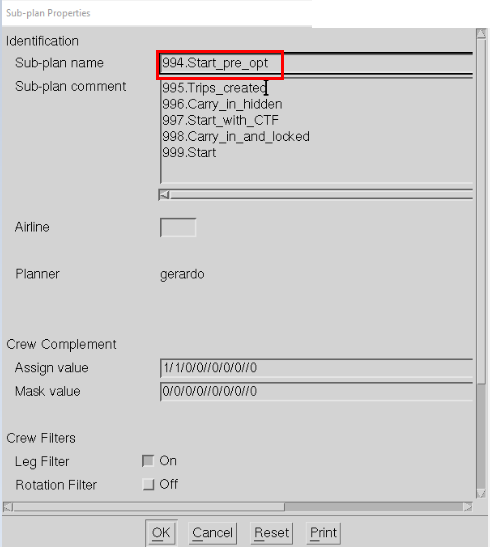 Sub-plan Properties
Identification
Sub-plan name 994.Start_pre_opt
Sub-plan comment 995.Trips_created
996.Carry_in_hidden
997.Start_with_CTF
998.Carry_in_and_locked
999.Start
Airline
Planner gerardo
Crew Complement
Assign value 1/1/0/0//0/0/0//0
Mask value 0/0/0/0//0/0/0//0
Crew Filters
Leg Filter On
Rotation Filter Off
OK Cancel Reset Print